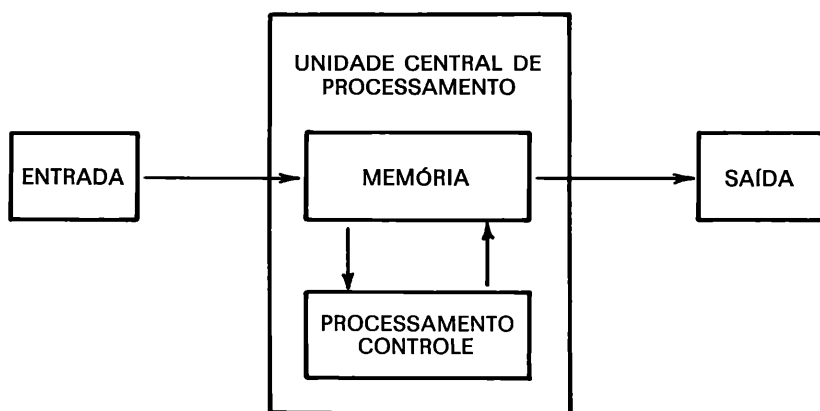 UNIDADE CENTRAL DE
PROCESSAMENTO
ENTRADA
MEMÓRIA
SAÍDA
PROCESSAMENTO
CONTROLE